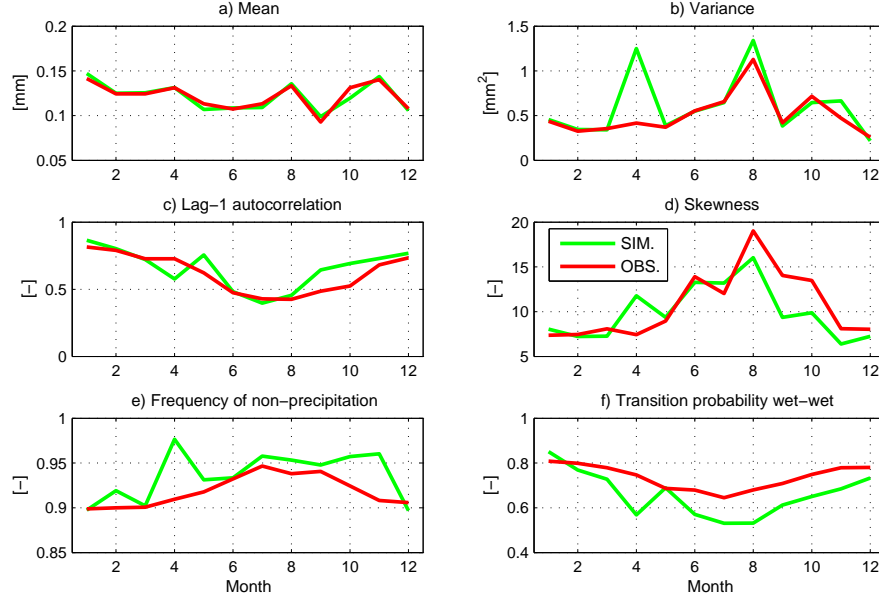 a) Mean
0.2
0.15
0.1
0.05
[mm]
2 4 6 8 10 12
b) Variance
1.5
1
0.5
0
[mm²]
2 4 6 8 10 12
c) Lag−1 autocorrelation
1
0.5
0
[−]
2 4 6 8 10 12
d) Skewness
20
15
10
5
[−]
SIM.
OBS.
2 4 6 8 10 12
e) Frequency of non−precipitation
1
0.95
0.9
0.85
[−]
2 4 6 8 10 12
Month
f) Transition probability wet−wet
1
0.8
0.6
0.4
[−]
2 4 6 8 10 12
Month